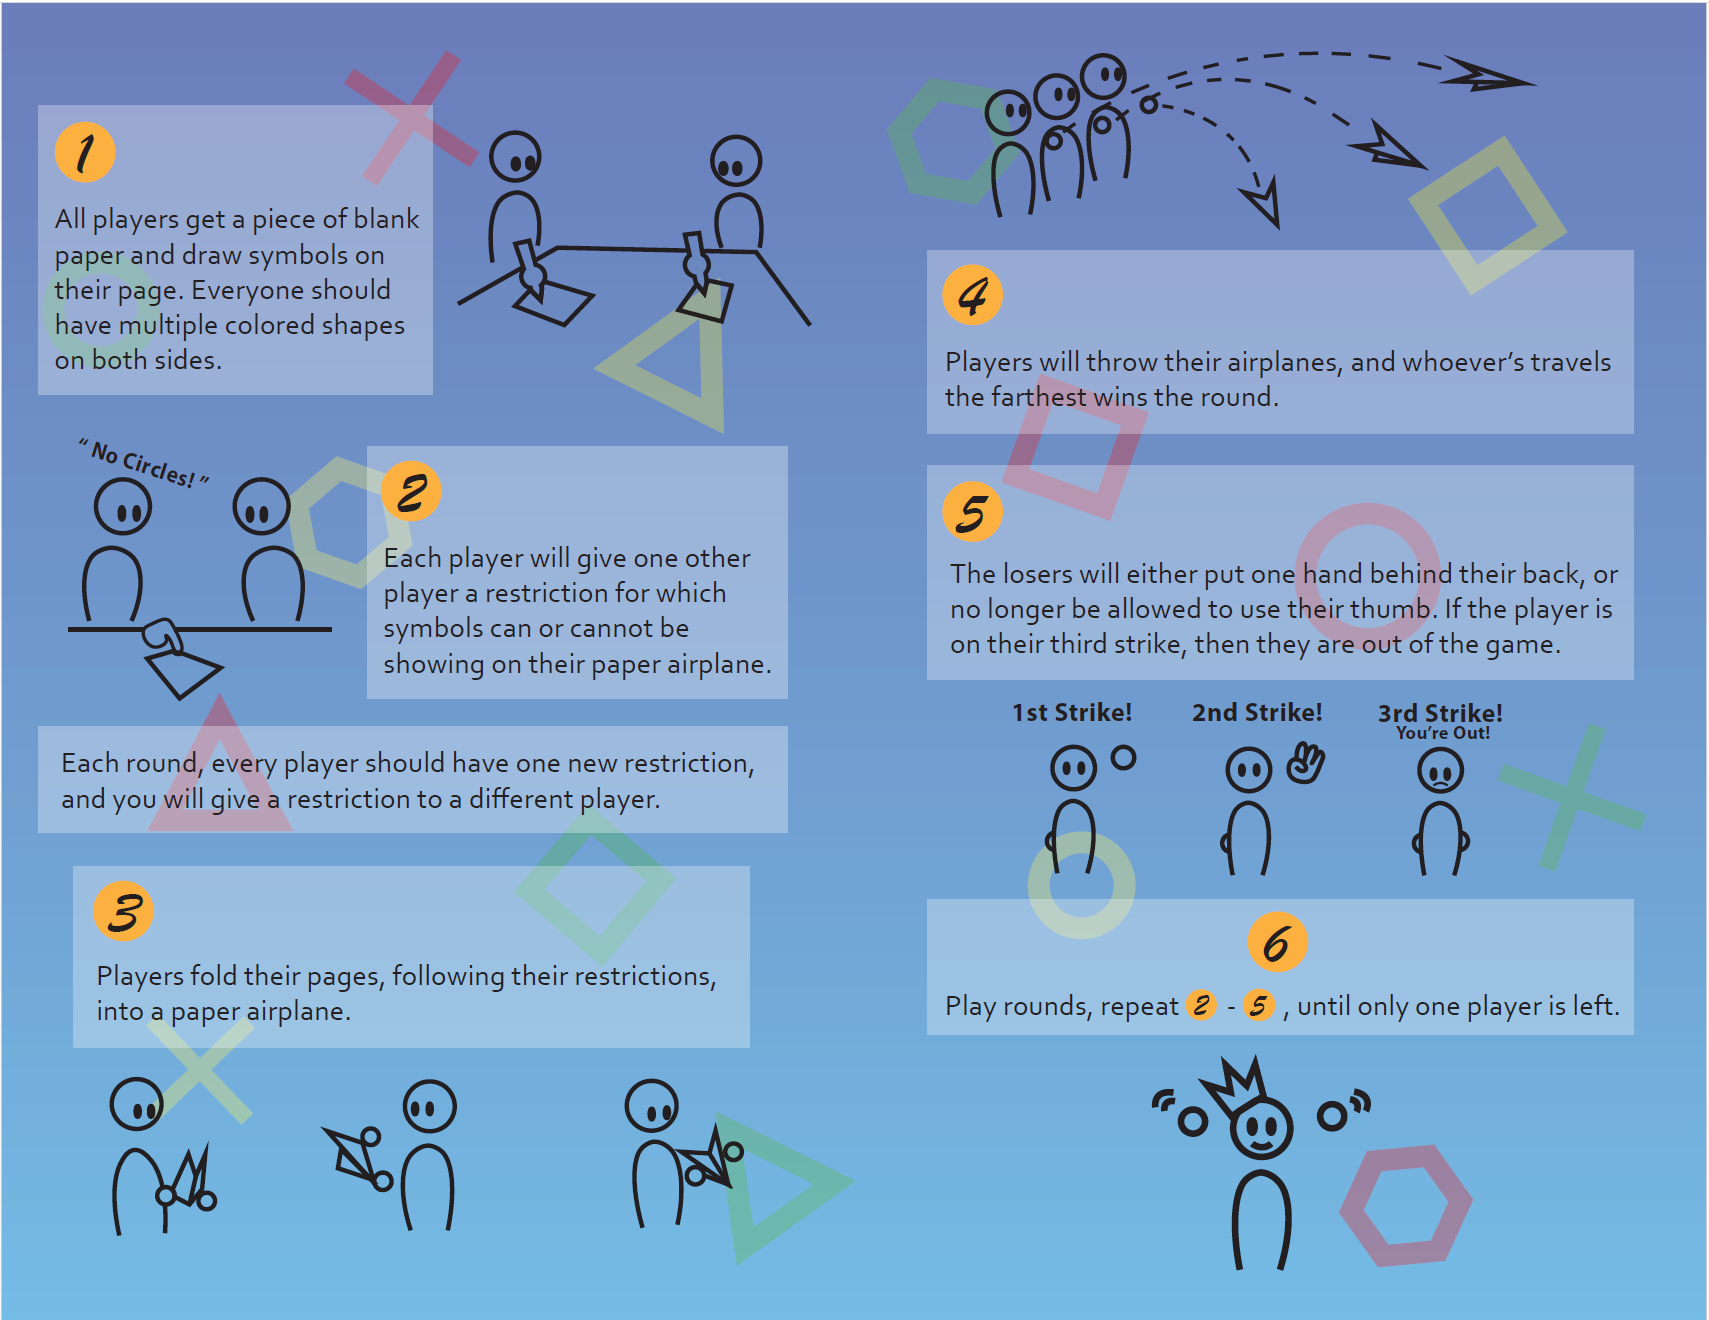 1
All players get a piece of blank
paper and draw symbols on
their page. Everyone should
have multiple colored shapes
on both sides.
“ No Circles! ”
2
Each player will give one other
player a restriction for which
symbols can or cannot be
showing on their paper airplane.
Each round, every player should have one new restriction,
and you will give a restriction to a different player.
3
Players fold their pages, following their restrictions,
into a paper airplane.
4
Players will throw their airplanes, and whoever’s travels
the farthest wins the round.
5
The losers will either put one hand behind their back, or
no longer be allowed to use their thumb. If the player is
on their third strike, then they are out of the game.
1st Strike!
2nd Strike!
3rd Strike!
You’re Out!
6
Play rounds, repeat 2 - 5 , until only one player is left.